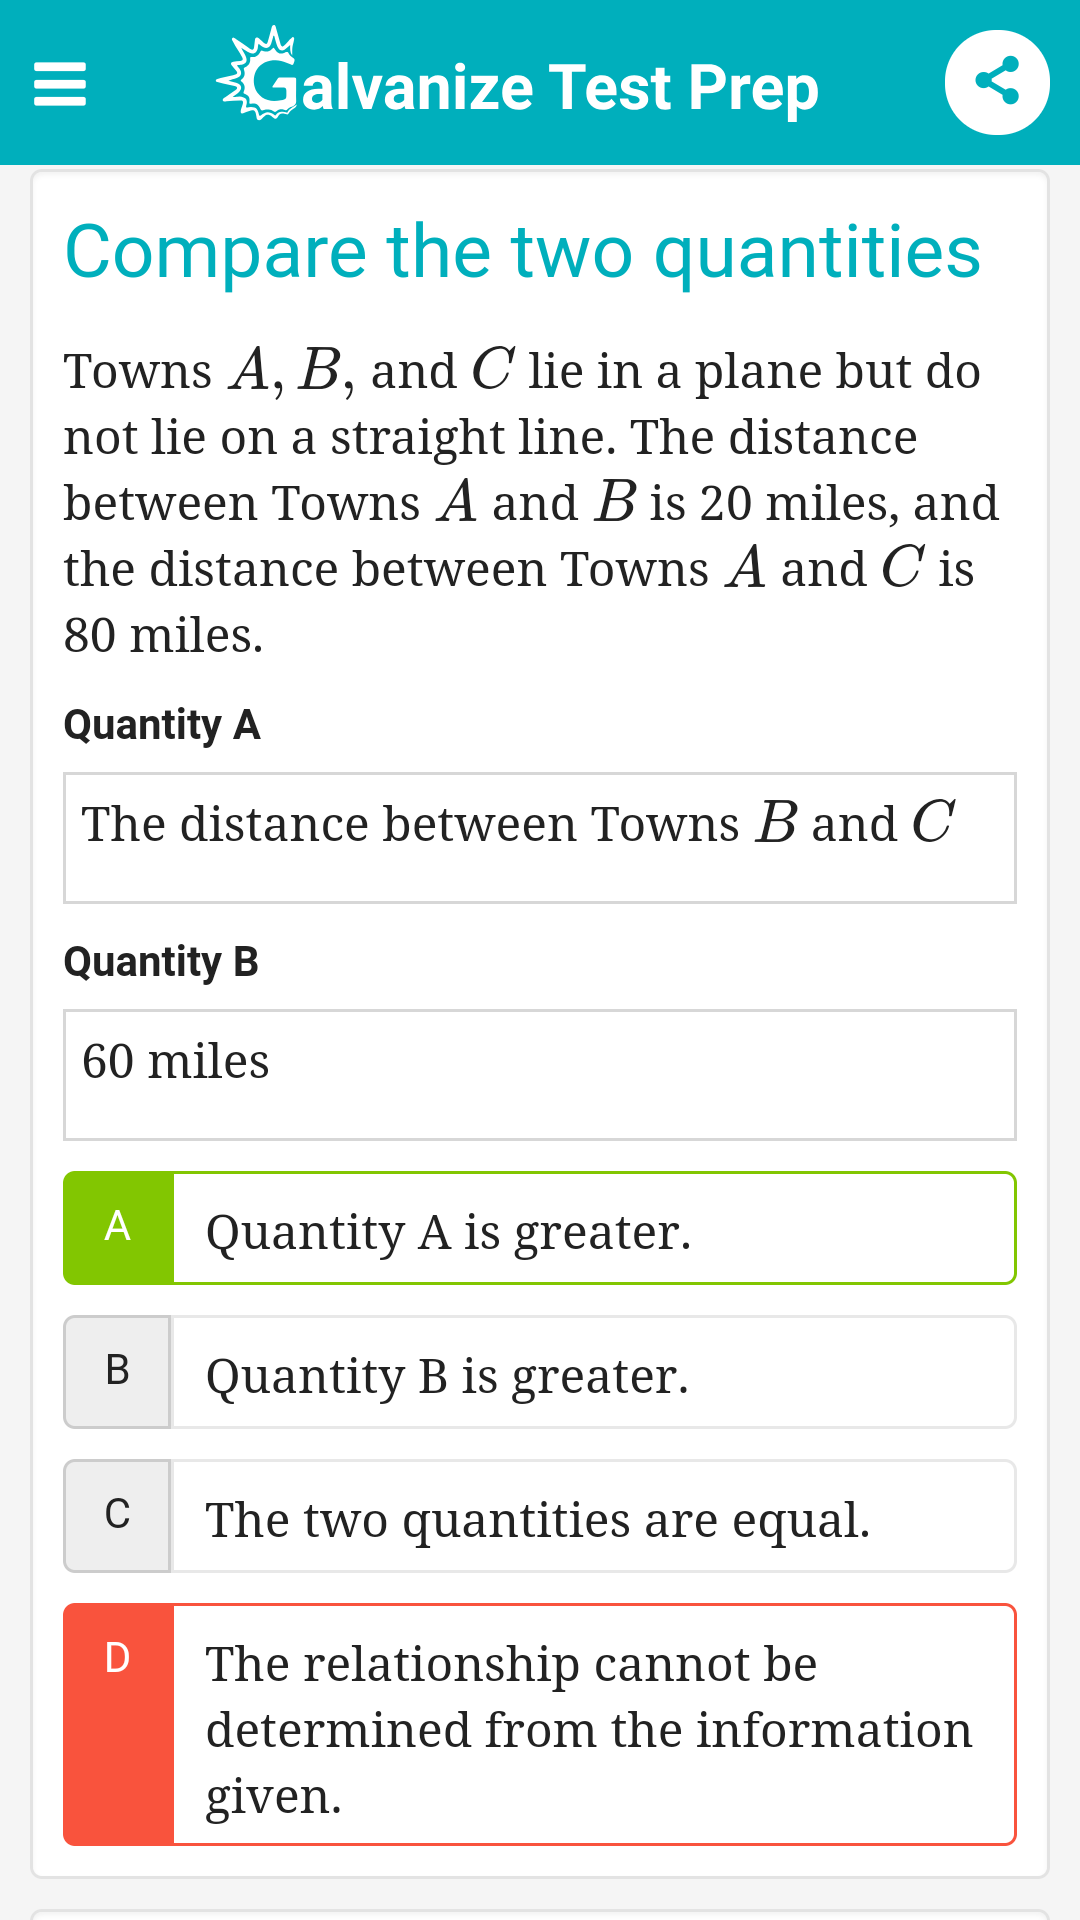 Galvanize Test Prep
Compare the two quantities
Towns A, B, and C lie in a plane but do
not lie on a straight line. The distance
between Towns A and B is 20 miles, and
the distance between Towns A and C is
80 miles.
Quantity A
The distance between Towns B and C
Quantity B
60 miles
A Quantity A is greater.
B Quantity B is greater.
C The two quantities are equal.
D The relationship cannot be
determined from the information
given.